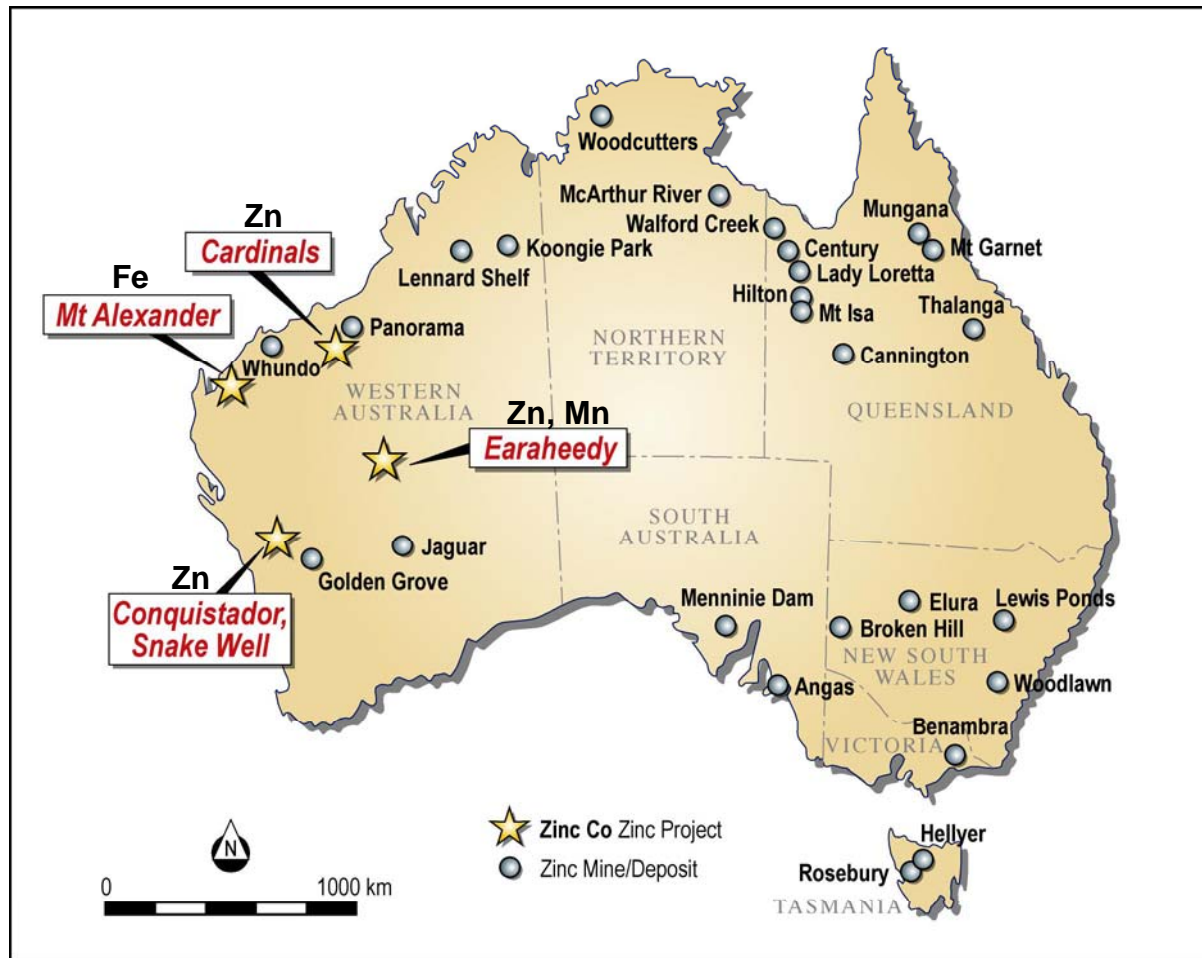 Woodcutters
McArthur River
Mungana
Walford Creek
Zn
Cardinals
Koongie Park
Century
Mt Garnet
Lennard Shelf
Lady Loretta
Fe
Mt Alexander
Hilton
Mt Isa
Thalanga
Panorama
NORTHERN
TERRITORY
Whundo
Cannington
WESTERN
AUSTRALIA
QUEENSLAND
Zn, Mn
Earaheedy
SOUTH
AUSTRALIA
Jaguar
Golden Grove
Zn
Conquistador,
Snake Well
Menninie Dam
Elura
Lewis Ponds
Broken Hill
NEW SOUTH
WALES
Angas
Woodlawn
Benambra
VICTORIA
Zinc Co Zinc Project
Zinc Mine/Deposit
N
0 1000 km
Hellyer
Rosebury
TASMANIA